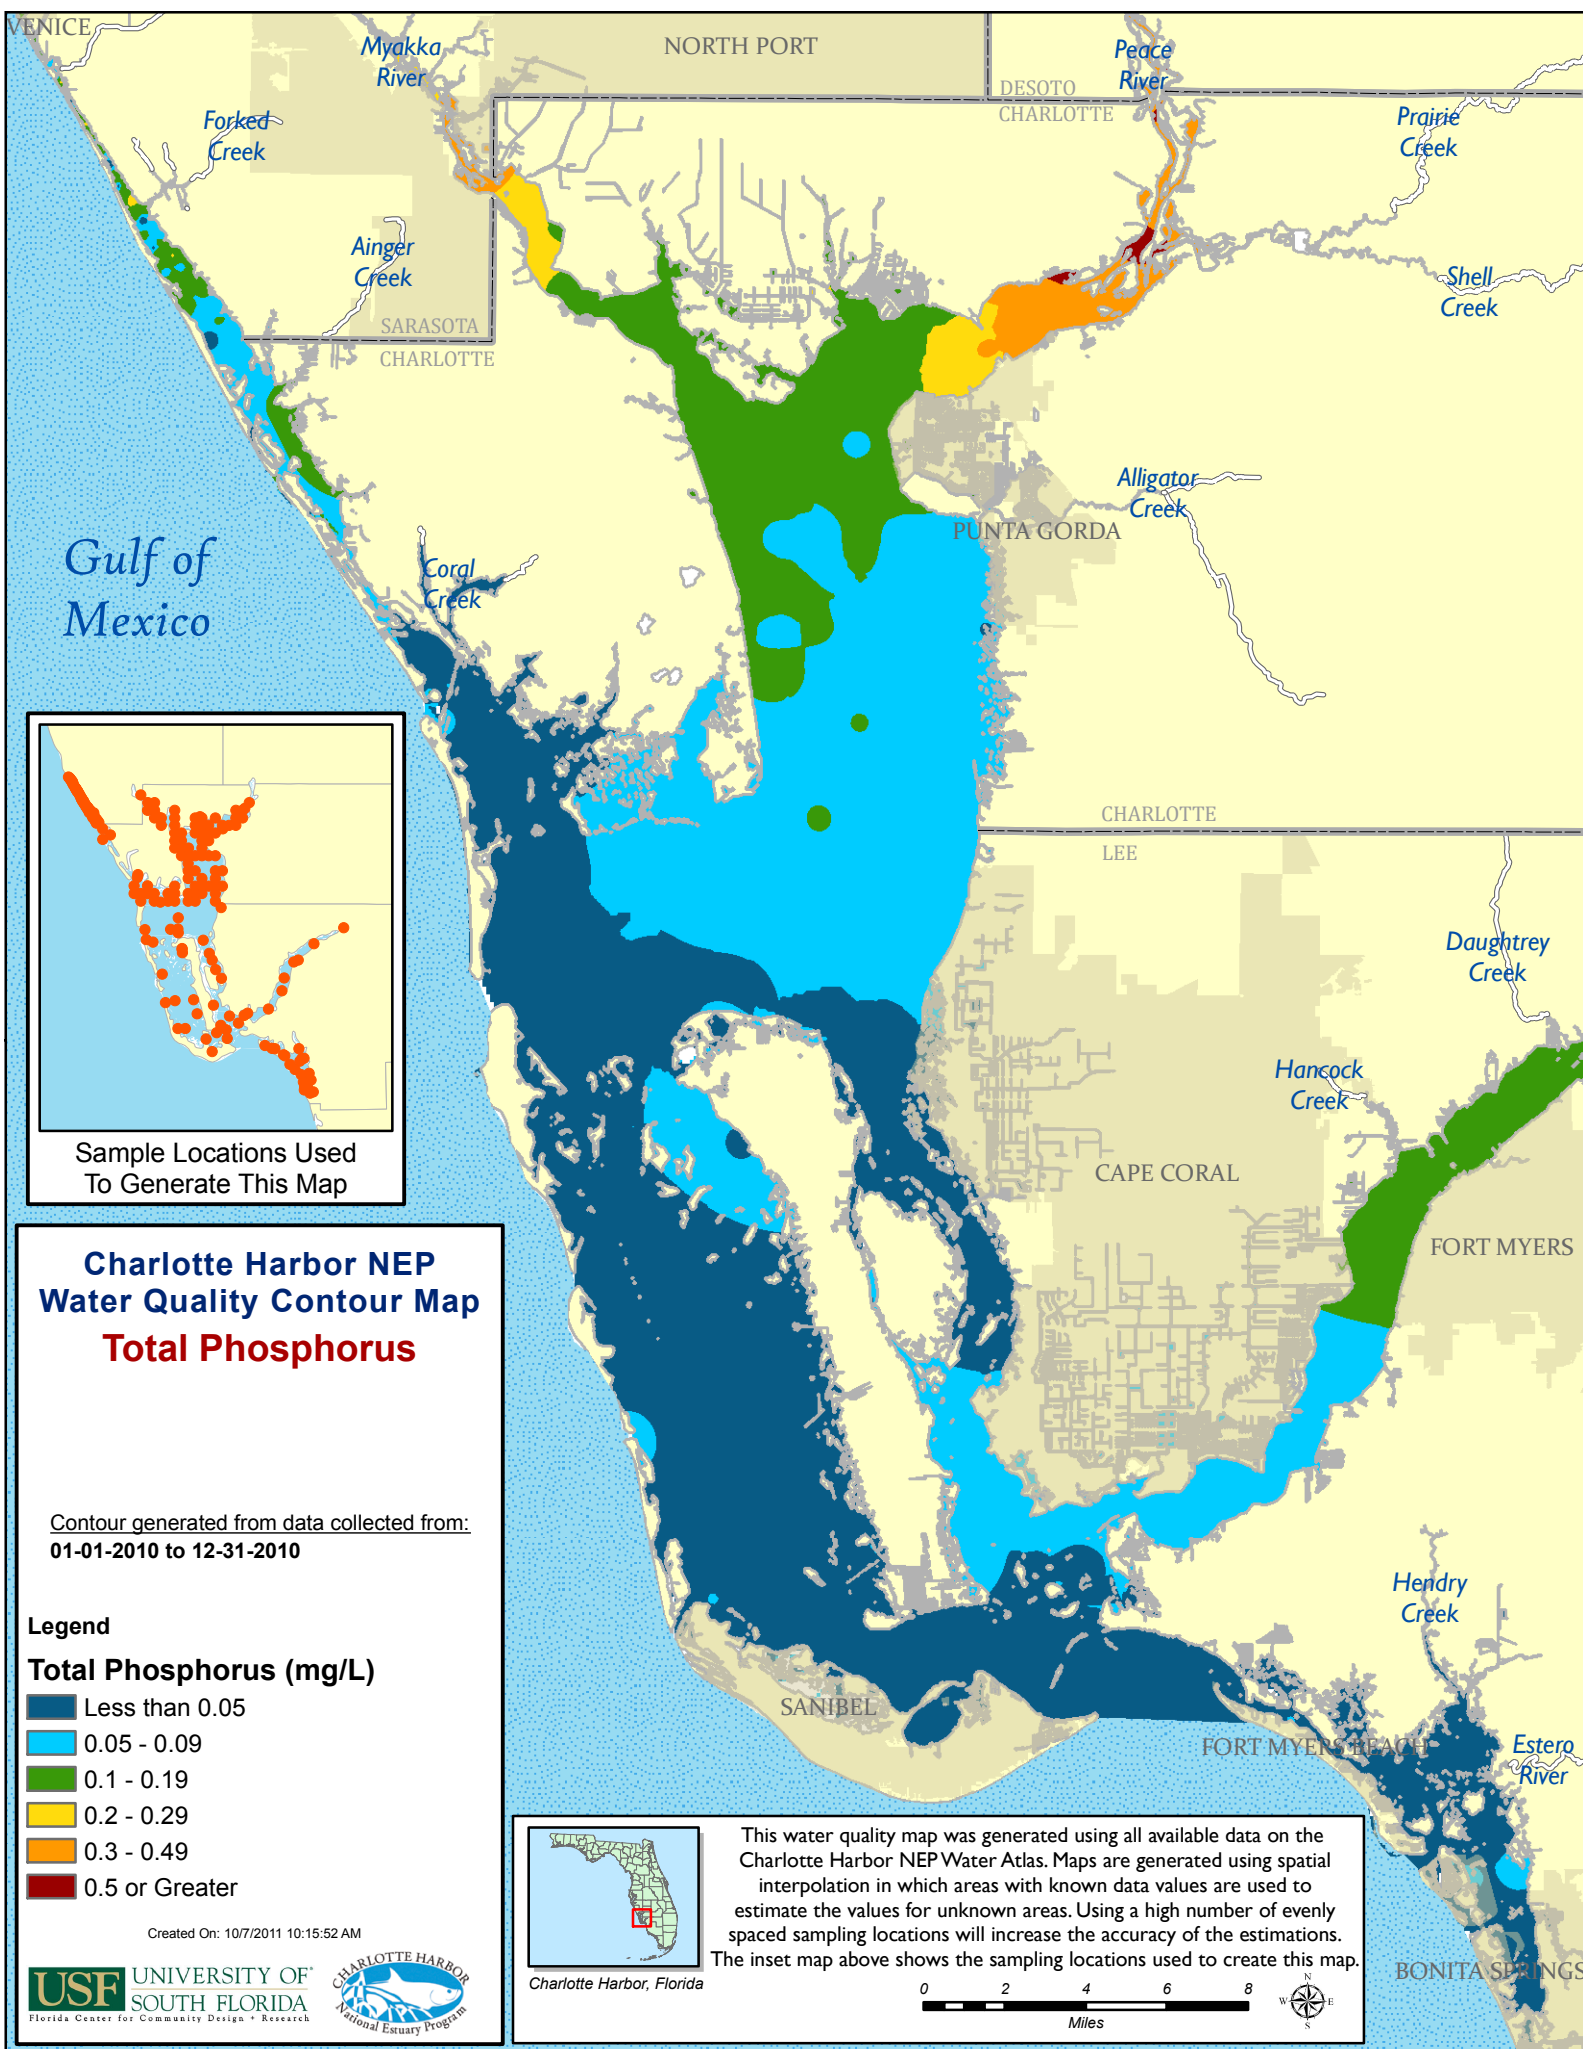 VENICE
Myakka
River
NORTH PORT
Peace
River
DESOTO
CHARLOTTE
Forked
Creek
Prairie
Creek
Ainger
Creek
Shell
Creek
SARASOTA
CHARLOTTE
Alligator
Creek
PUNTA GORDA
Gulf of
Mexico
Coral
Creek
CHARLOTTE
LEE
Daughtrey
Creek
Hancock
Creek
CAPE CORAL
FORT MYERS
Sample Locations Used
To Generate This Map
Charlotte Harbor NEP
Water Quality Contour Map
Total Phosphorus
Contour generated from data collected from:
01-01-2010 to 12-31-2010
Hendry
Creek
SANIBEL
FORT MYERS BEACH
Estero
River
BONITA SPRINGS
Legend
Total Phosphorus (mg/L)
Less than 0.05
0.05 - 0.09
0.1 - 0.19
0.2 - 0.29
0.3 - 0.49
0.5 or Greater
Created On: 10/7/2011 10:15:52 AM
USF UNIVERSITY OF
SOUTH FLORIDA
Florida Center for Community Design + Research
CHARLOTTE HARBOR
National Estuary Program
Charlotte Harbor, Florida
This water quality map was generated using all available data on the
Charlotte Harbor NEP Water Atlas. Maps are generated using spatial
interpolation in which areas with known data values are used to
estimate the values for unknown areas. Using a high number of evenly
spaced sampling locations will increase the accuracy of the estimations.
The inset map above shows the sampling locations used to create this map.
0 2 4 6 8
Miles
N
W E
S